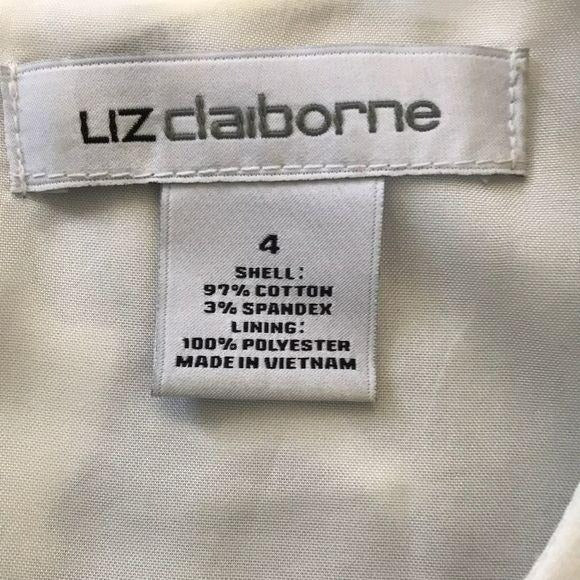 LIZ claiborne
4
SHELL:
97% COTTON
3% SPANDEX
LINING:
100% POLYESTER
MADE IN VIETNAM